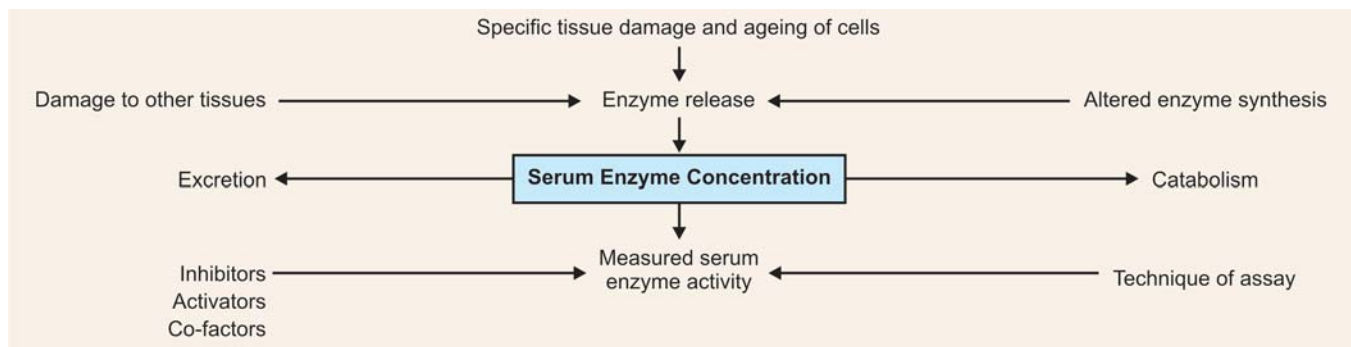 Specific tissue damage and ageing of cells
Damage to other tissues
Enzyme release
Altered enzyme synthesis
Excretion
Serum Enzyme Concentration
Catabolism
Inhibitors
Activators
Co-factors
Measured serum
enzyme activity
Technique of assay